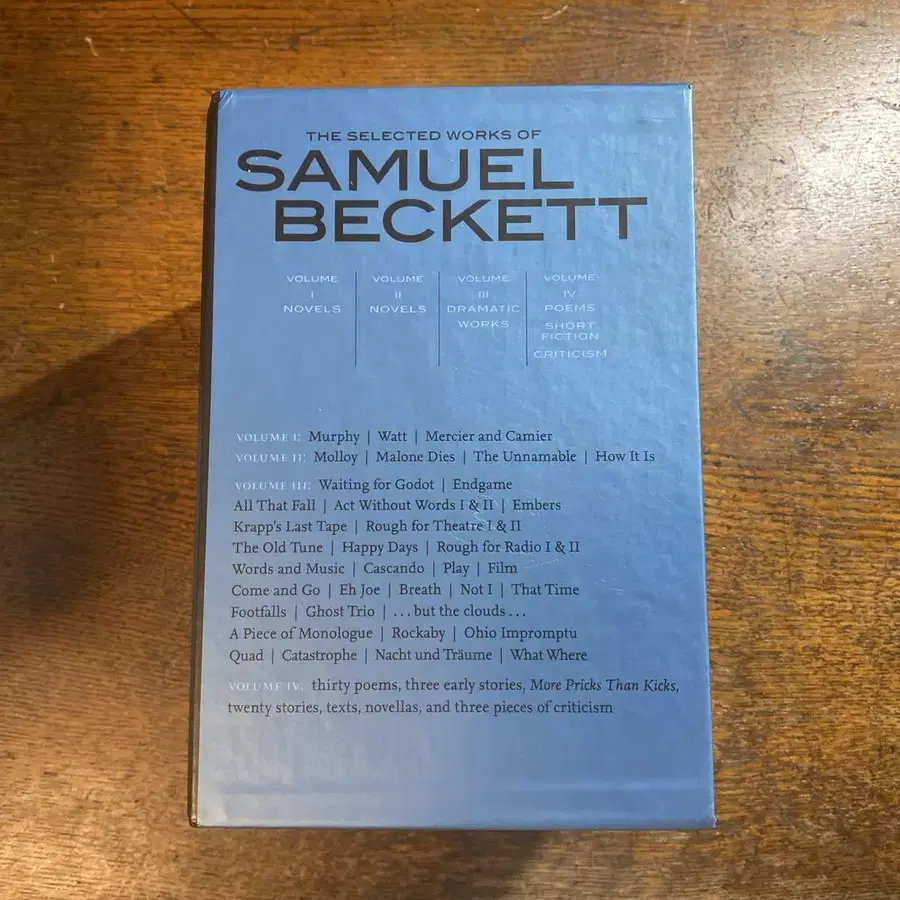 THE SELECTED WORKS OF
SAMUEL
BECKETT
VOLUME
I
NOVELS
VOLUME
II
NOVELS
VOLUME
III
DRAMATIC
WORKS
VOLUME
IV
POEMS
SHORT
FICTION
CRITICISM
VOLUME I: Murphy | Watt | Mercier and Camier
VOLUME II: Molloy | Malone Dies | The Unnamable | How It Is
VOLUME III: Waiting for Godot | Endgame
All That Fall | Act Without Words I & II | Embers
Krapp's Last Tape | Rough for Theatre I & II
The Old Tune | Happy Days | Rough for Radio I & II
Words and Music | Cascando | Play | Film
Come and Go | Eh Joe | Breath | Not I | That Time
Footfalls | Ghost Trio | ...but the clouds...
A Piece of Monologue | Rockaby | Ohio Impromptu
Quad | Catastrophe | Nacht und Träume | What Where
VOLUME IV: thirty poems, three early stories, More Pricks Than Kicks,
twenty stories, texts, novellas, and three pieces of criticism